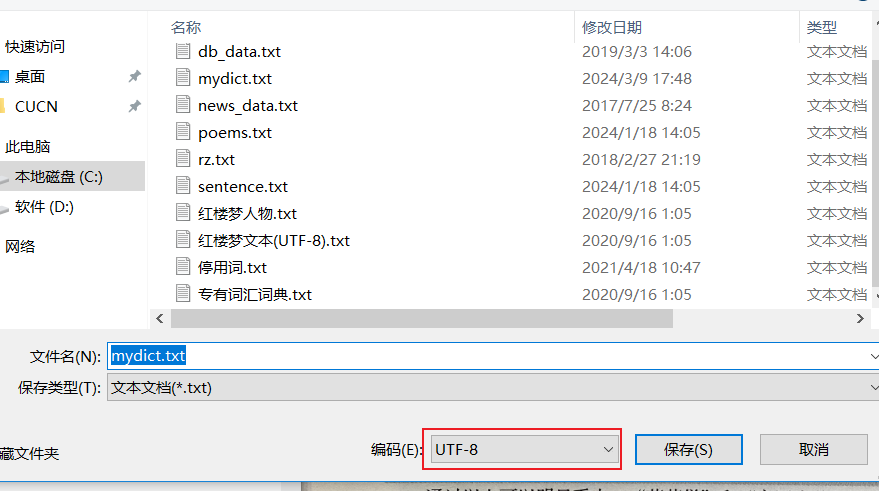 名称 修改日期 类型
快速访问
桌面
CUCN
此电脑
本地磁盘 (C:)
软件 (D:)
网络
db_data.txt 2019/3/3 14:06 文本文档
mydict.txt 2024/3/9 17:48 文本文档
news_data.txt 2017/7/25 8:24 文本文档
poems.txt 2024/1/18 14:05 文本文档
rz.txt 2018/2/27 21:19 文本文档
sentence.txt 2024/1/18 14:05 文本文档
红楼梦人物.txt 2020/9/16 1:05 文本文档
红楼梦文本(UTF-8).txt 2020/9/16 1:05 文本文档
停用词.txt 2021/4/18 10:47 文本文档
专有词汇词典.txt 2020/9/16 1:05 文本文档
文件名(N): mydict.txt
保存类型(T): 文本文档(*.txt)
藏文件夹 编码(E): UTF-8 保存(S) 取消